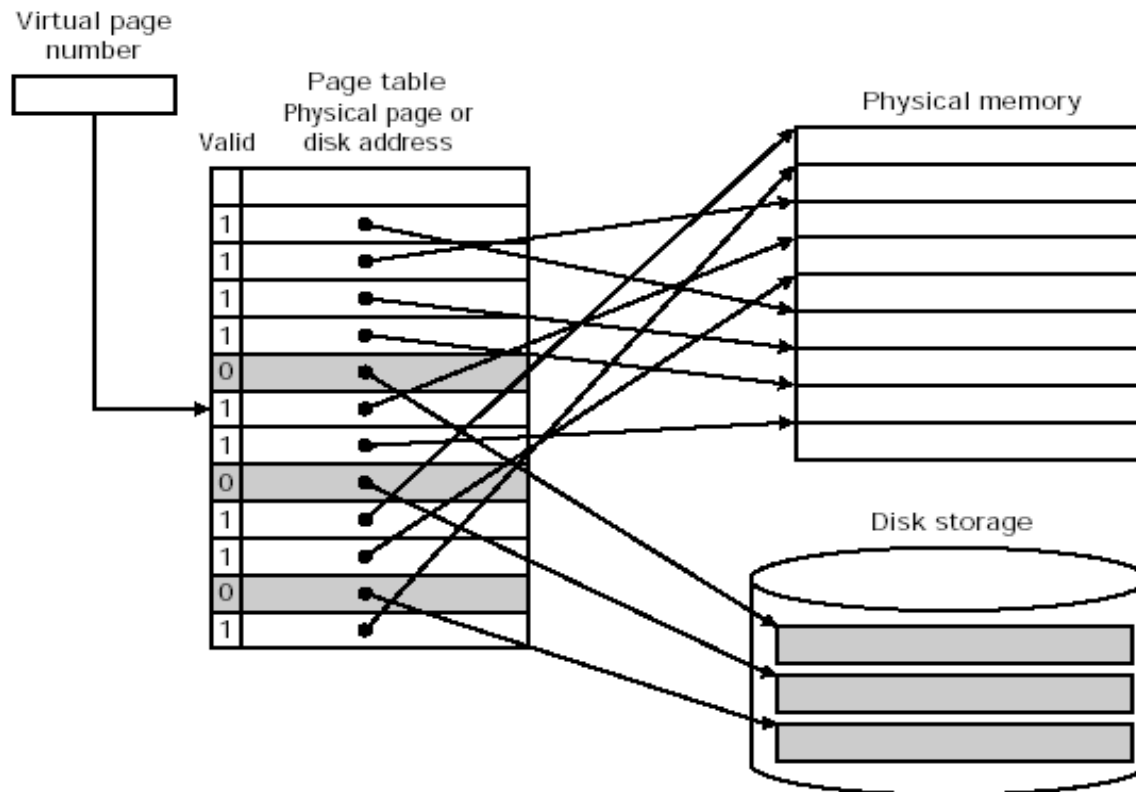 Virtual page
number
Page table
Physical page or
disk address
Valid
Physical memory
1
1
1
1
0
1
1
0
1
1
0
1
Disk storage